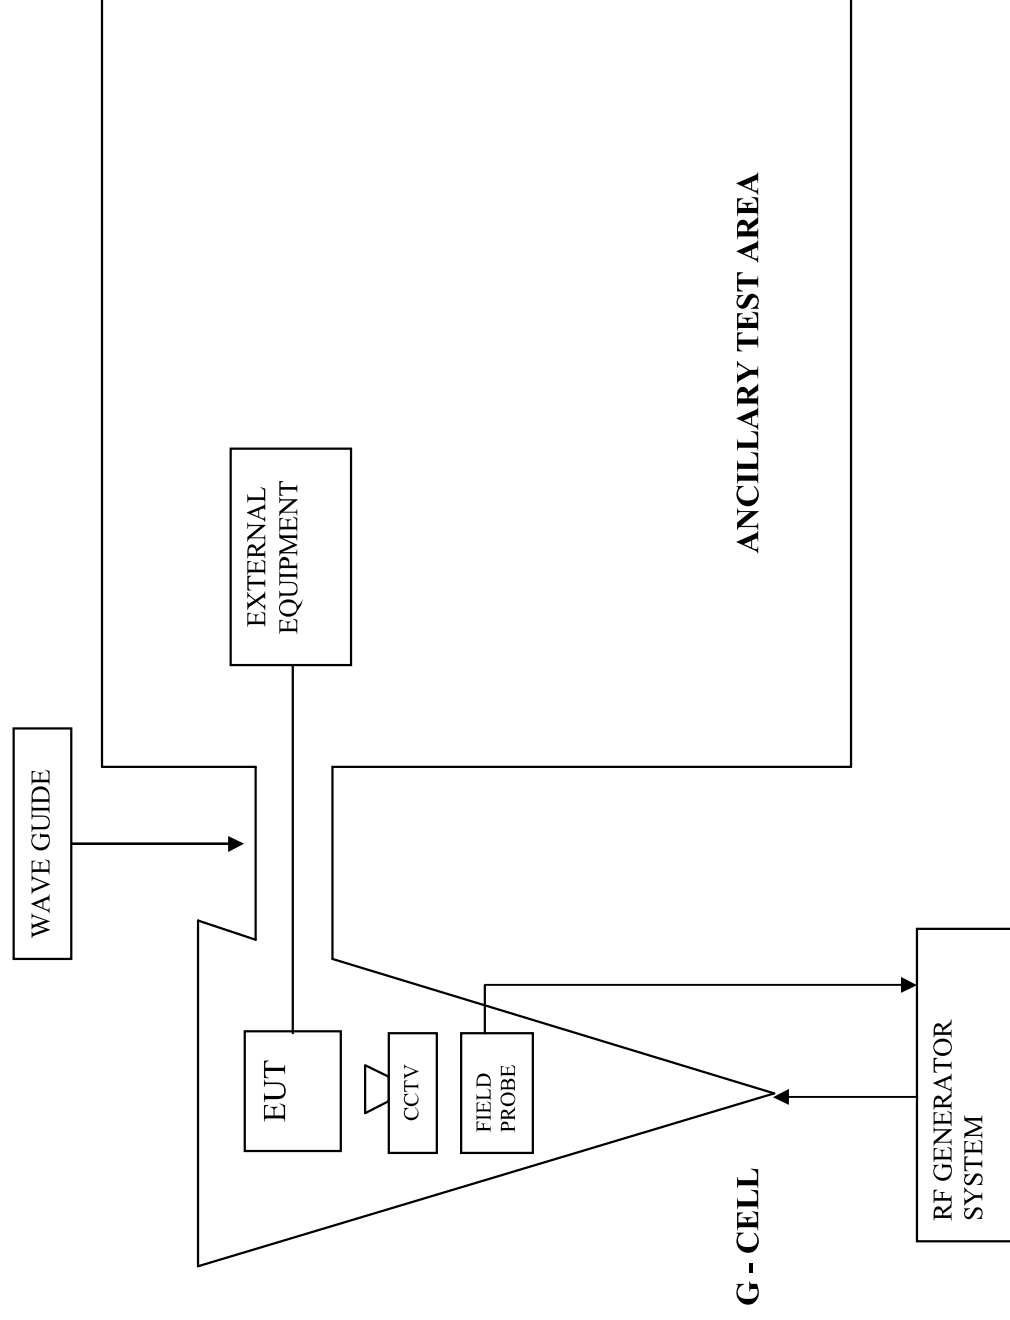 WAVE GUIDE
EUT
EXTERNAL
EQUIPMENT
CCTV
FIELD
PROBE
G - CELL
ANCILLARY TEST AREA
RF GENERATOR
SYSTEM